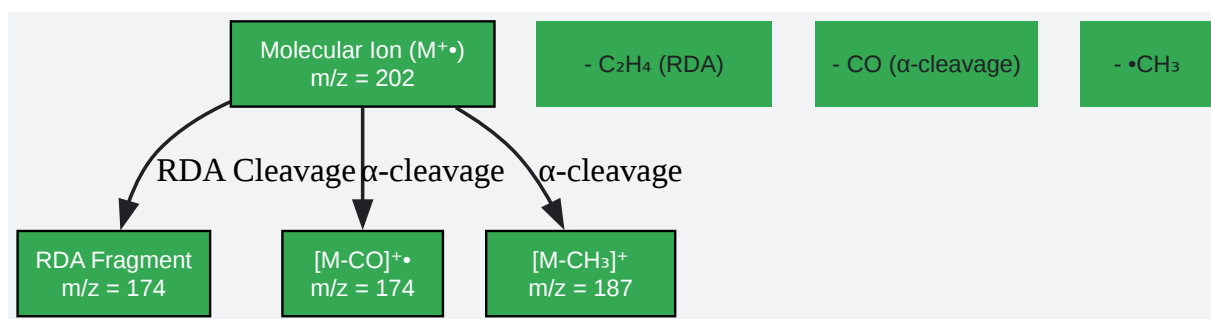 Molecular Ion (M⁺•)
m/z = 202
- C₂H₄ (RDA)
- CO (α-cleavage)
- •CH₃
RDA Cleavage
α-cleavage
α-cleavage
RDA Fragment
m/z = 174
[M-CO]⁺•
m/z = 174
[M-CH₃]⁺
m/z = 187